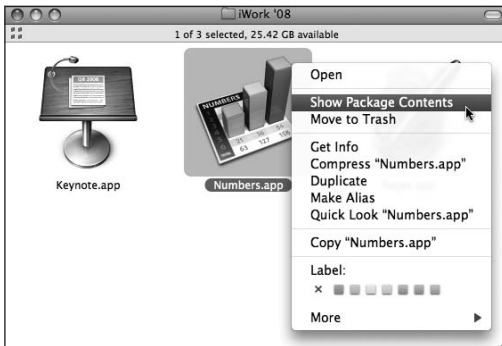 iWork '08
1 of 3 selected, 25.42 GB available
Keynote.app
NUMBERS
Numbers.app
Open
Show Package Contents
Move to Trash
Get Info
Compress “Numbers.app”
Duplicate
Make Alias
Quick Look “Numbers.app”
Copy “Numbers.app”
Label:
×
More